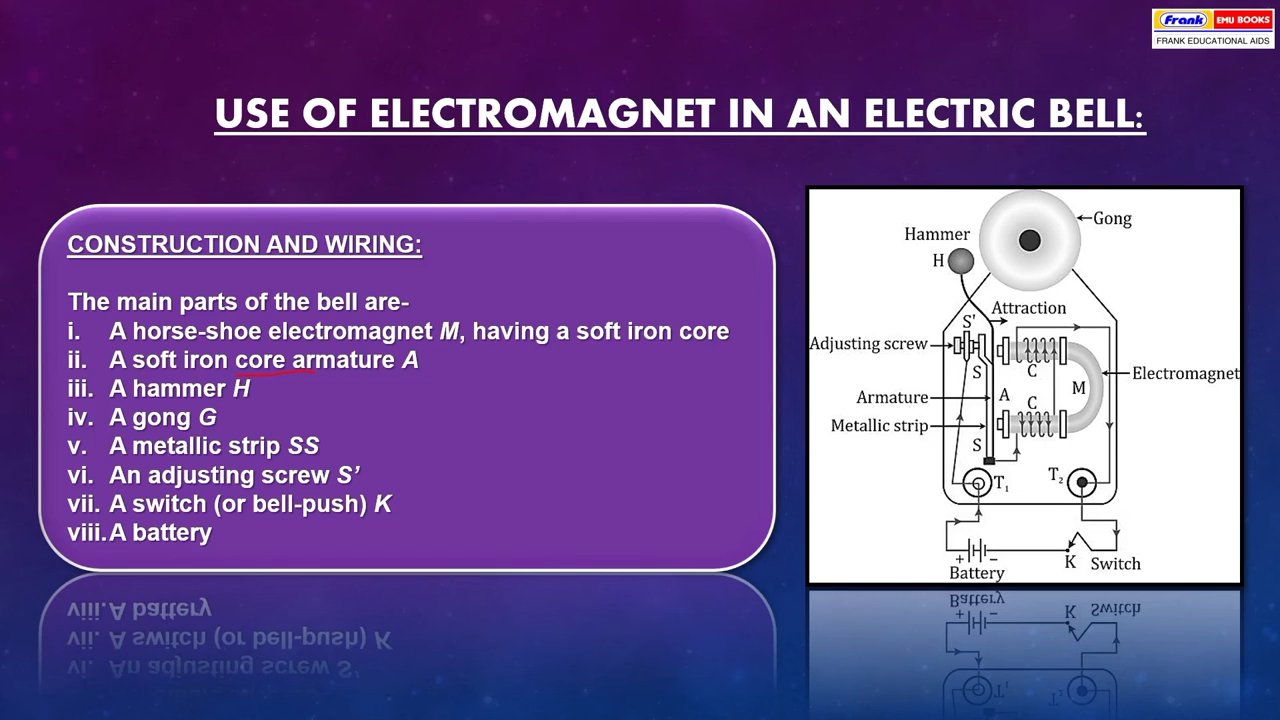 Frank EMU BOOKS
FRANK EDUCATIONAL AIDS
USE OF ELECTROMAGNET IN AN ELECTRIC BELL:
CONSTRUCTION AND WIRING:
The main parts of the bell are-
i. A horse-shoe electromagnet M, having a soft iron core
ii. A soft iron core armature A
iii. A hammer H
iv. A gong G
v. A metallic strip SS
vi. An adjusting screw S’
vii. A switch (or bell-push) K
viii. A battery
Gong
Hammer
H
Attraction
S'
Adjusting screw
S
C
Electromagnet
M
Armature
A
C
Metallic strip
S
T₁
T₂
+ −
Battery
K Switch